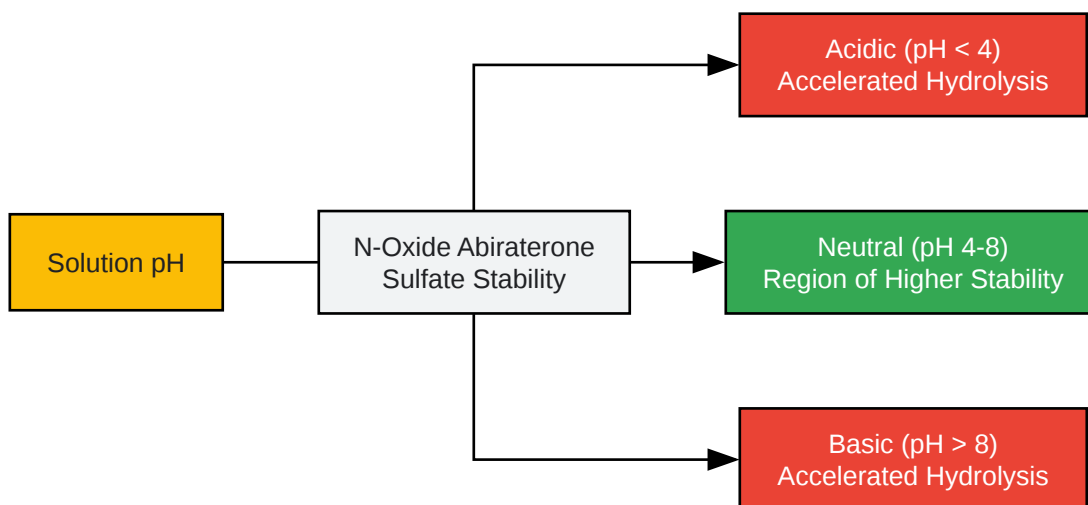 Acidic (pH < 4)
Accelerated Hydrolysis
Solution pH
N-Oxide Abiraterone
Sulfate Stability
Neutral (pH 4-8)
Region of Higher Stability
Basic (pH > 8)
Accelerated Hydrolysis